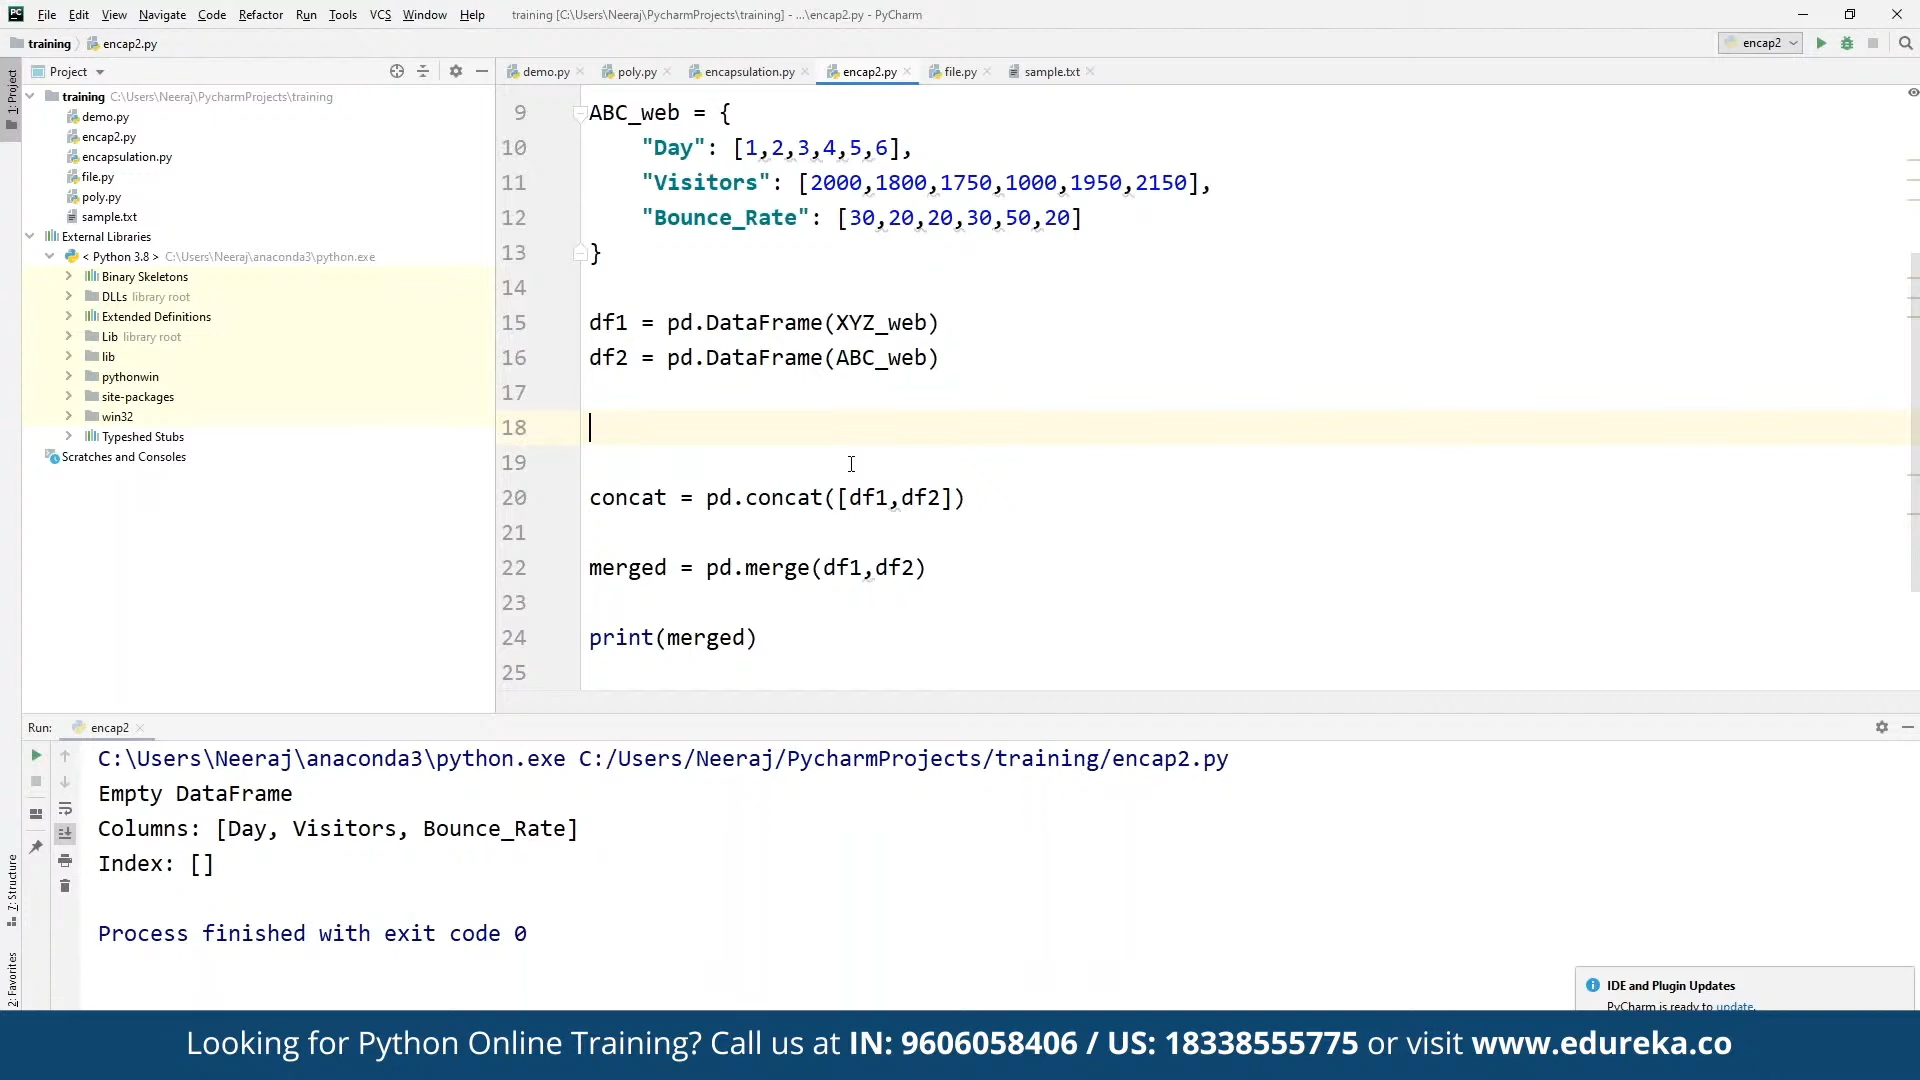 File Edit View Navigate Code Refactor Run Tools VCS Window Help training [C:\Users\Neeraj\PycharmProjects\training] - ...\encap2.py - PyCharm
training encap2.py encap2
1: Project
Project demo.py poly.py encapsulation.py encap2.py file.py sample.txt
training C:\Users\Neeraj\PycharmProjects\training
demo.py
encap2.py
encapsulation.py
file.py
poly.py
sample.txt
External Libraries
< Python 3.8 > C:\Users\Neeraj\anaconda3\python.exe
Binary Skeletons
DLLs library root
Extended Definitions
Lib library root
lib
pythonwin
site-packages
win32
Typeshed Stubs
Scratches and Consoles
9 ABC_web = {
10 "Day": [1,2,3,4,5,6],
11 "Visitors": [2000,1800,1750,1000,1950,2150],
12 "Bounce_Rate": [30,20,20,30,50,20]
13 }
14
15 df1 = pd.DataFrame(XYZ_web)
16 df2 = pd.DataFrame(ABC_web)
17
18
19
20 concat = pd.concat([df1,df2])
21
22 merged = pd.merge(df1,df2)
23
24 print(merged)
25
Run: encap2
C:\Users\Neeraj\anaconda3\python.exe C:/Users/Neeraj/PycharmProjects/training/encap2.py
Empty DataFrame
Columns: [Day, Visitors, Bounce_Rate]
Index: []
Process finished with exit code 0
7: Structure
2: Favorites
IDE and Plugin Updates
PyCharm is ready to update.
Looking for Python Online Training? Call us at IN: 9606058406 / US: 18338555775 or visit www.edureka.co